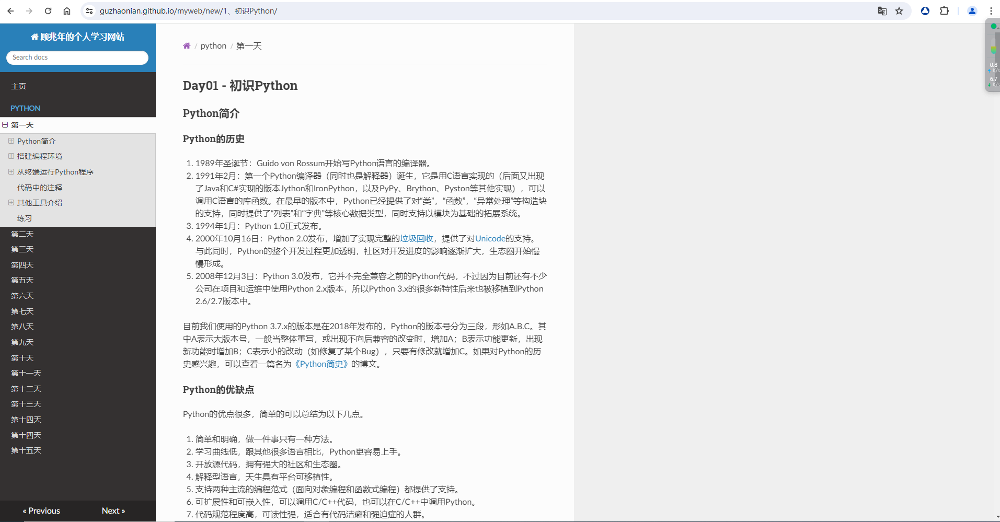 guzhaonian.github.io/myweb/new/1、初识Python/
顾兆年的个人学习网站
Search docs
主页
PYTHON
第一天
Python简介
搭建编程环境
从终端运行Python程序
代码中的注释
其他工具介绍
练习
第二天
第三天
第四天
第五天
第六天
第七天
第八天
第九天
第十天
第十一天
第十二天
第十三天
第十四天
第十四天
第十五天
« Previous
Next »
/ python / 第一天
Day01 - 初识Python
Python简介
Python的历史
1. 1989年圣诞节：Guido von Rossum开始写Python语言的编译器。
2. 1991年2月：第一个Python编译器（同时也是解释器）诞生，它是用C语言实现的（后面又出现
了Java和C#实现的版本Jython和IronPython，以及PyPy、Brython、Pyston等其他实现），可以
调用C语言的库函数。在最早的版本中，Python已经提供了对“类”，“函数”，“异常处理”等构造块
的支持，同时提供了“列表”和“字典”等核心数据类型，同时支持以模块为基础的拓展系统。
3. 1994年1月：Python 1.0正式发布。
4. 2000年10月16日：Python 2.0发布，增加了实现完整的垃圾回收，提供了对Unicode的支持。
与此同时，Python的整个开发过程更加透明，社区对开发进度的影响逐渐扩大，生态圈开始慢
慢形成。
5. 2008年12月3日：Python 3.0发布，它并不完全兼容之前的Python代码，不过因为目前还有不少
公司在项目和运维中使用Python 2.x版本，所以Python 3.x的很多新特性后来也被移植到Python
2.6/2.7版本中。
目前我们使用的Python 3.7.x的版本是在2018年发布的，Python的版本号分为三段，形如A.B.C。其
中A表示大版本号，一般当整体重写，或出现不向后兼容的改变时，增加A；B表示功能更新，出现
新功能时增加B；C表示小的改动（如修复了某个Bug），只要有修改就增加C。如果对Python的历
史感兴趣，可以查看一篇名为《Python简史》的博文。
Python的优缺点
Python的优点很多，简单的可以总结为以下几点。
1. 简单和明确，做一件事只有一种方法。
2. 学习曲线低，跟其他很多语言相比，Python更容易上手。
3. 开放源代码，拥有强大的社区和生态圈。
4. 解释型语言，天生具有平台可移植性。
5. 支持两种主流的编程范式（面向对象编程和函数式编程）都提供了支持。
6. 可扩展性和可嵌入性，可以调用C/C++代码，也可以在C/C++中调用Python。
7. 代码规范程度高，可读性强，适合有代码洁癖和强迫症的人群。
0.8
K/s
6.7
K/s